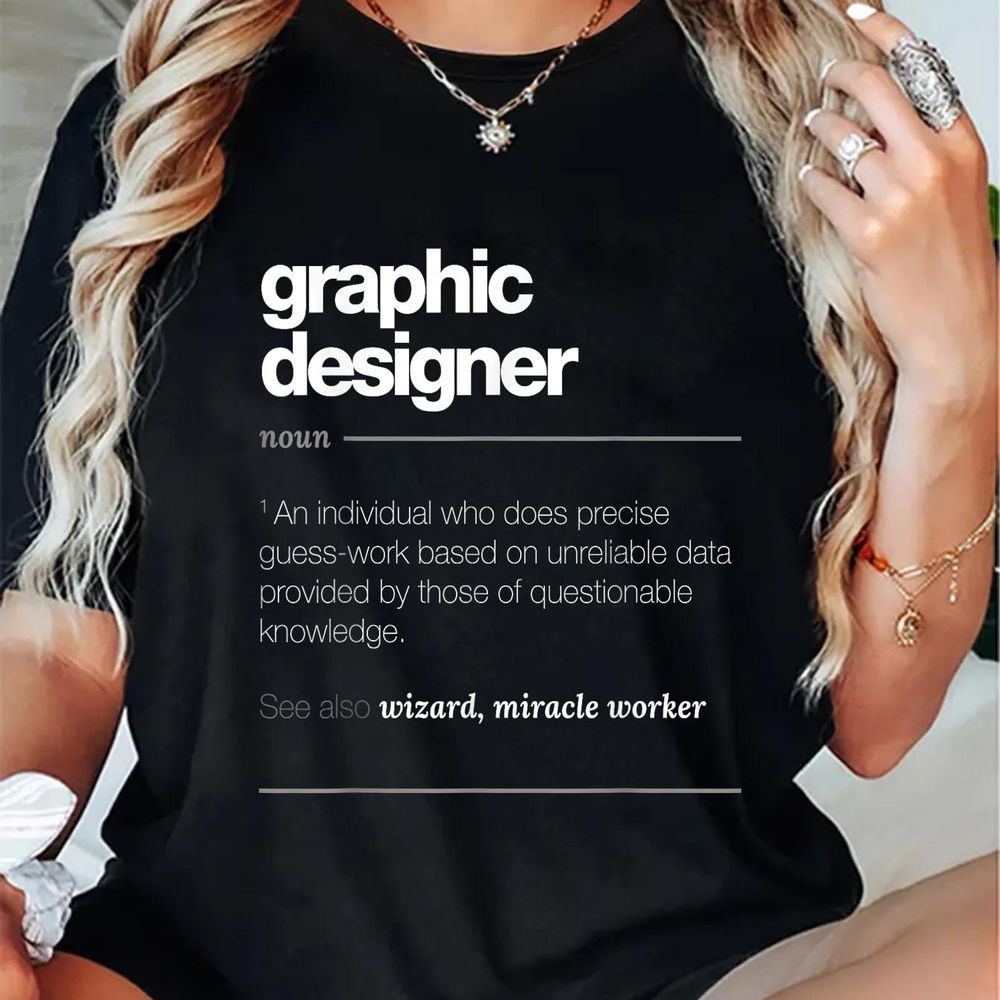 graphic
designer
noun
1 An individual who does precise
guess-work based on unreliable data
provided by those of questionable
knowledge.
See also wizard, miracle worker